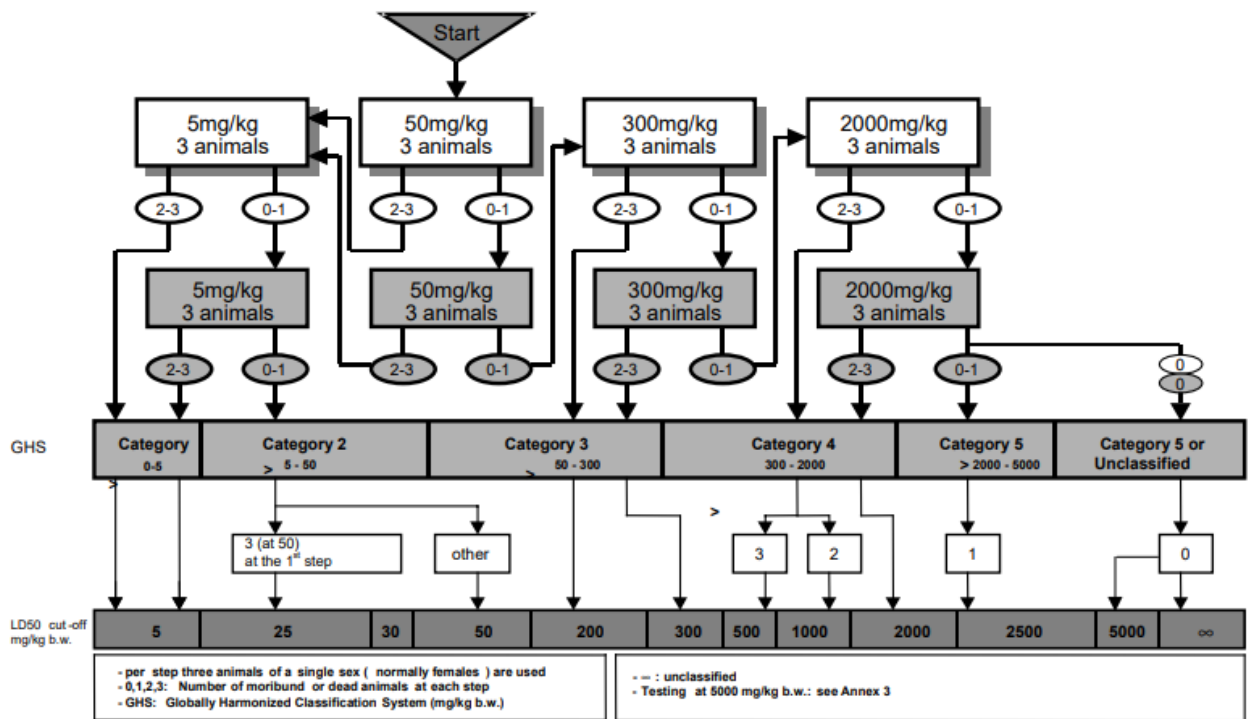 Start
5mg/kg
3 animals
50mg/kg
3 animals
300mg/kg
3 animals
2000mg/kg
3 animals
2-3
0-1
2-3
0-1
2-3
0-1
2-3
0-1
5mg/kg
3 animals
50mg/kg
3 animals
300mg/kg
3 animals
2000mg/kg
3 animals
2-3
0-1
2-3
0-1
2-3
0-1
2-3
0-1
0
0
GHS
Category
0-5
>
Category 2
> 5 - 50
Category 3
> 50 - 300
Category 4
300 - 2000
>
Category 5
> 2000 - 5000
Category 5 or
Unclassified
3 (at 50)
at the 1st step
other
3
2
1
0
LD50 cut-off
mg/kg b.w.
5
25
30
50
200
300
500
1000
2000
2500
5000
∞
- per step three animals of a single sex ( normally females ) are used
- 0,1,2,3: Number of moribund or dead animals at each step
- GHS: Globally Harmonized Classification System (mg/kg b.w.)
- ∞ : unclassified
- Testing at 5000 mg/kg b.w.: see Annex 3